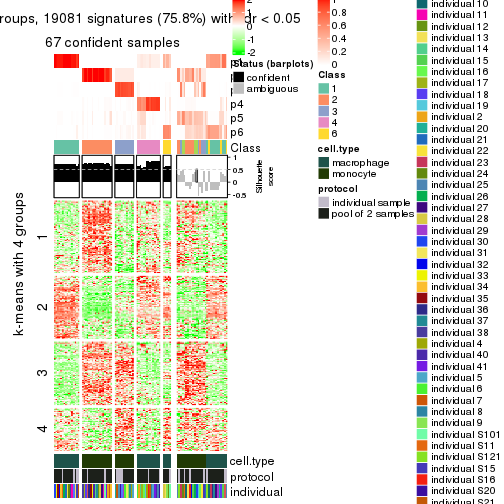 roups, 19081 signatures (75.8%) with fdr < 0.05
67 confident samples
2
1
0
-1
-2
Status (barplots)
confident
ambiguous
0.8
0.6
0.4
0.2
0
Class
1
2
3
4
6
cell.type
macrophage
monocyte
protocol
individual sample
pool of 2 samples
p4
p5
p6
Class
1
0.5
0
-0.5
Silhouette
score
k-means with 4 groups
1
2
3
4
cell.type
protocol
individual
individual 10
individual 11
individual 12
individual 13
individual 14
individual 15
individual 16
individual 17
individual 18
individual 19
individual 2
individual 20
individual 21
individual 22
individual 23
individual 24
individual 25
individual 26
individual 27
individual 28
individual 29
individual 30
individual 31
individual 32
individual 33
individual 34
individual 35
individual 36
individual 37
individual 38
individual 4
individual 40
individual 41
individual 5
individual 6
individual 7
individual 8
individual 9
individual S101
individual S11
individual S121
individual S15
individual S16
individual S20
individual S21